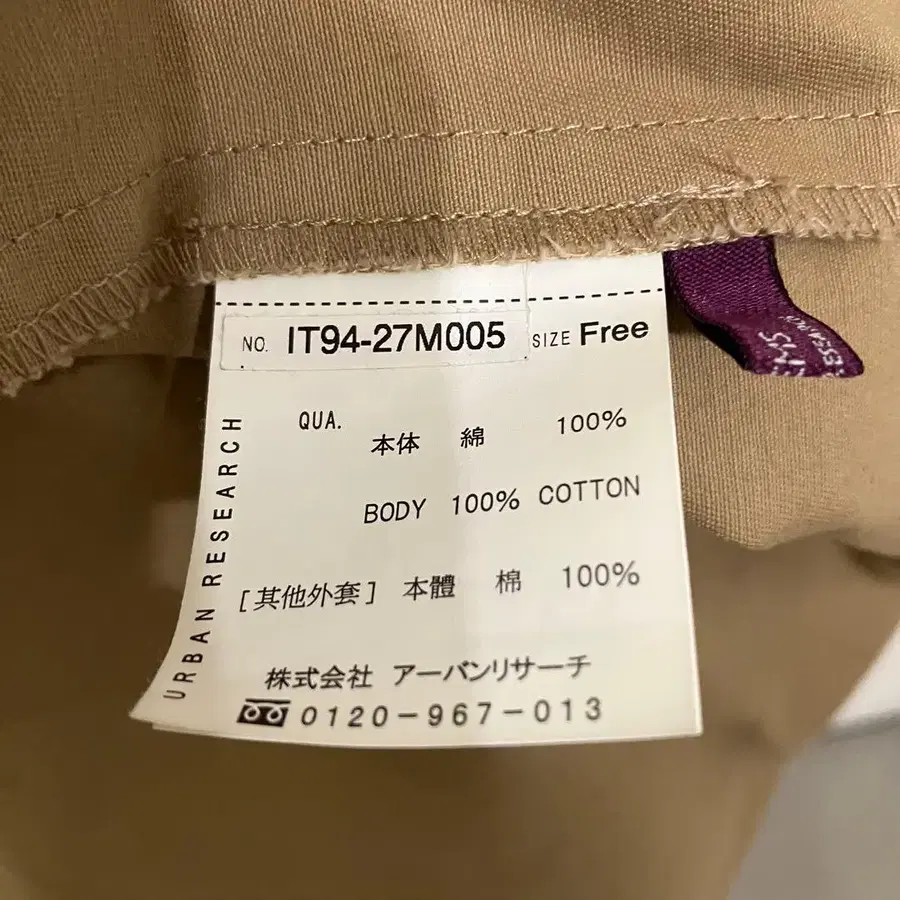 NO. IT94-27M005 SIZE Free
QUA.
本体 綿 100%
BODY 100% COTTON
[其他外套] 本體 棉 100%
株式会社 アーバンリサーチ
0120-967-013
URBAN RESEARCH